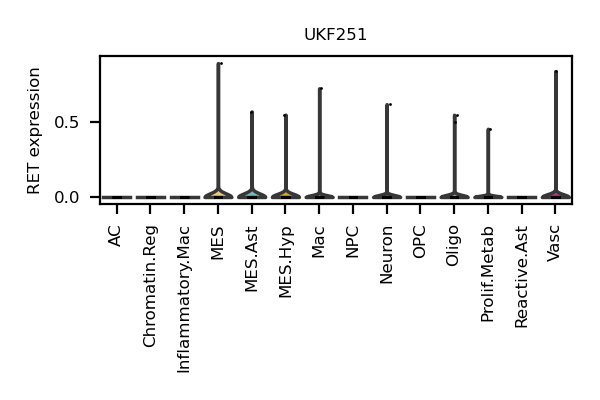 UKF251
RET expression
0.5
0.0
AC
Chromatin.Reg
Inflammatory.Mac
MES
MES.Ast
MES.Hyp
Mac
NPC
Neuron
OPC
Oligo
Prolif.Metab
Reactive.Ast
Vasc